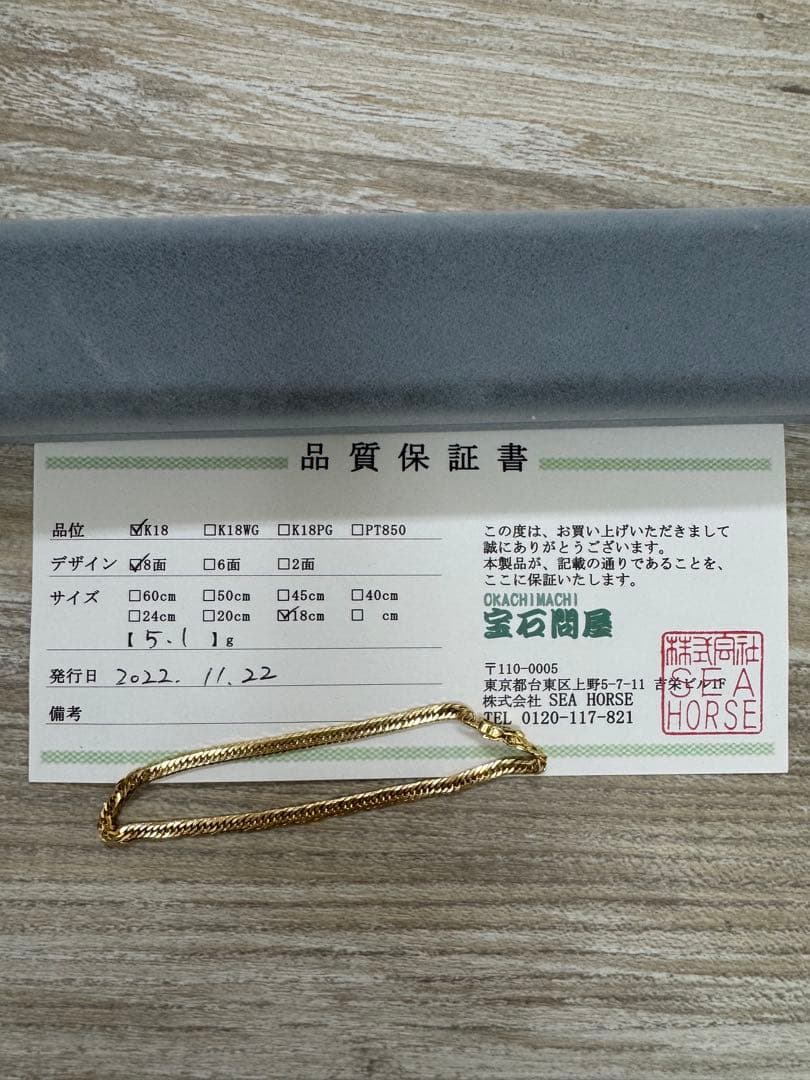 品質保証書
品位 ☑K18 □K18WG □K18PG □PT850
デザイン ☑8面 □6面 □2面
サイズ □60cm □50cm □45cm □40cm
□24cm □20cm ☑18cm □ cm
【 5.1 】g
発行日 2022. 11. 22
備考
この度は、お買い上げいただきまして
誠にありがとうございます。
本製品が、記載の通りであることを、
ここに保証いたします。
OKACHIMACHI
宝石問屋
〒110-0005
東京都台東区上野5-7-11 吉栄ビル1F
株式会社 SEA HORSE
TEL 0120-117-821
株式会社
SEA
HORSE